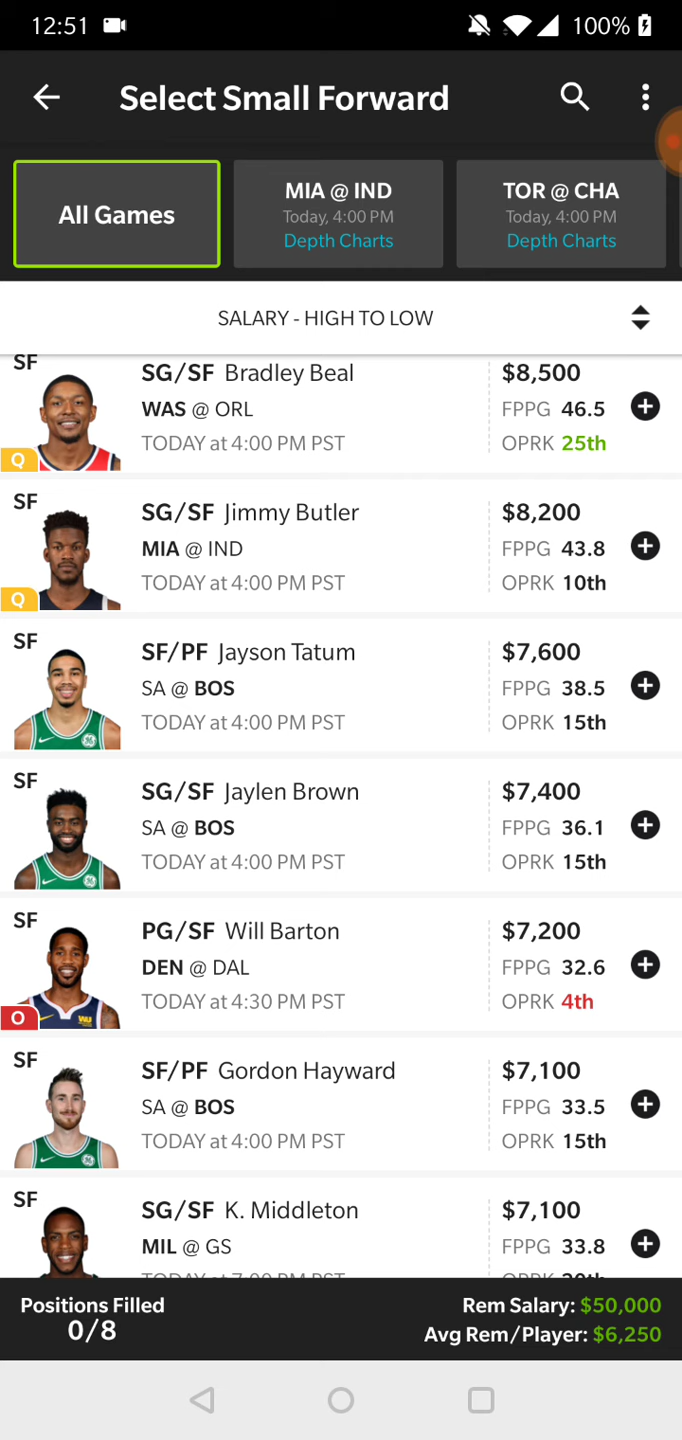 12:51
100%
Select Small Forward
All Games
MIA @ IND
Today, 4:00 PM
Depth Charts
TOR @ CHA
Today, 4:00 PM
Depth Charts
SALARY - HIGH TO LOW
SF
SG/SF Bradley Beal
$8,500
WAS @ ORL
FPPG 46.5
Q
TODAY at 4:00 PM PST
OPRK 25th
SF
SG/SF Jimmy Butler
$8,200
MIA @ IND
FPPG 43.8
Q
TODAY at 4:00 PM PST
OPRK 10th
SF
SF/PF Jayson Tatum
$7,600
SA @ BOS
FPPG 38.5
TODAY at 4:00 PM PST
OPRK 15th
SF
SG/SF Jaylen Brown
$7,400
SA @ BOS
FPPG 36.1
TODAY at 4:00 PM PST
OPRK 15th
SF
PG/SF Will Barton
$7,200
DEN @ DAL
FPPG 32.6
O
TODAY at 4:30 PM PST
OPRK 4th
SF
SF/PF Gordon Hayward
$7,100
SA @ BOS
FPPG 33.5
TODAY at 4:00 PM PST
OPRK 15th
SF
SG/SF K. Middleton
$7,100
MIL @ GS
FPPG 33.8
TODAY at 7:00 PM PST
Positions Filled
0/8
Rem Salary: $50,000
Avg Rem/Player: $6,250